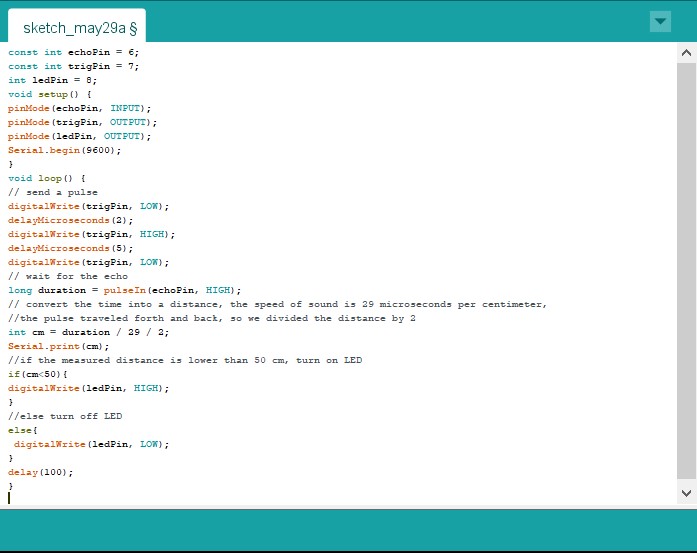 sketch_may29a §
const int echoPin = 6;
const int trigPin = 7;
int ledPin = 8;
void setup() {
pinMode(echoPin, INPUT);
pinMode(trigPin, OUTPUT);
pinMode(ledPin, OUTPUT);
Serial.begin(9600);
}
void loop() {
// send a pulse
digitalWrite(trigPin, LOW);
delayMicroseconds(2);
digitalWrite(trigPin, HIGH);
delayMicroseconds(5);
digitalWrite(trigPin, LOW);
// wait for the echo
long duration = pulseIn(echoPin, HIGH);
// convert the time into a distance, the speed of sound is 29 microseconds per centimeter,
//the pulse traveled forth and back, so we divided the distance by 2
int cm = duration / 29 / 2;
Serial.print(cm);
//if the measured distance is lower than 50 cm, turn on LED
if(cm<50){
digitalWrite(ledPin, HIGH);
}
//else turn off LED
else{
 digitalWrite(ledPin, LOW);
}
delay(100);
}